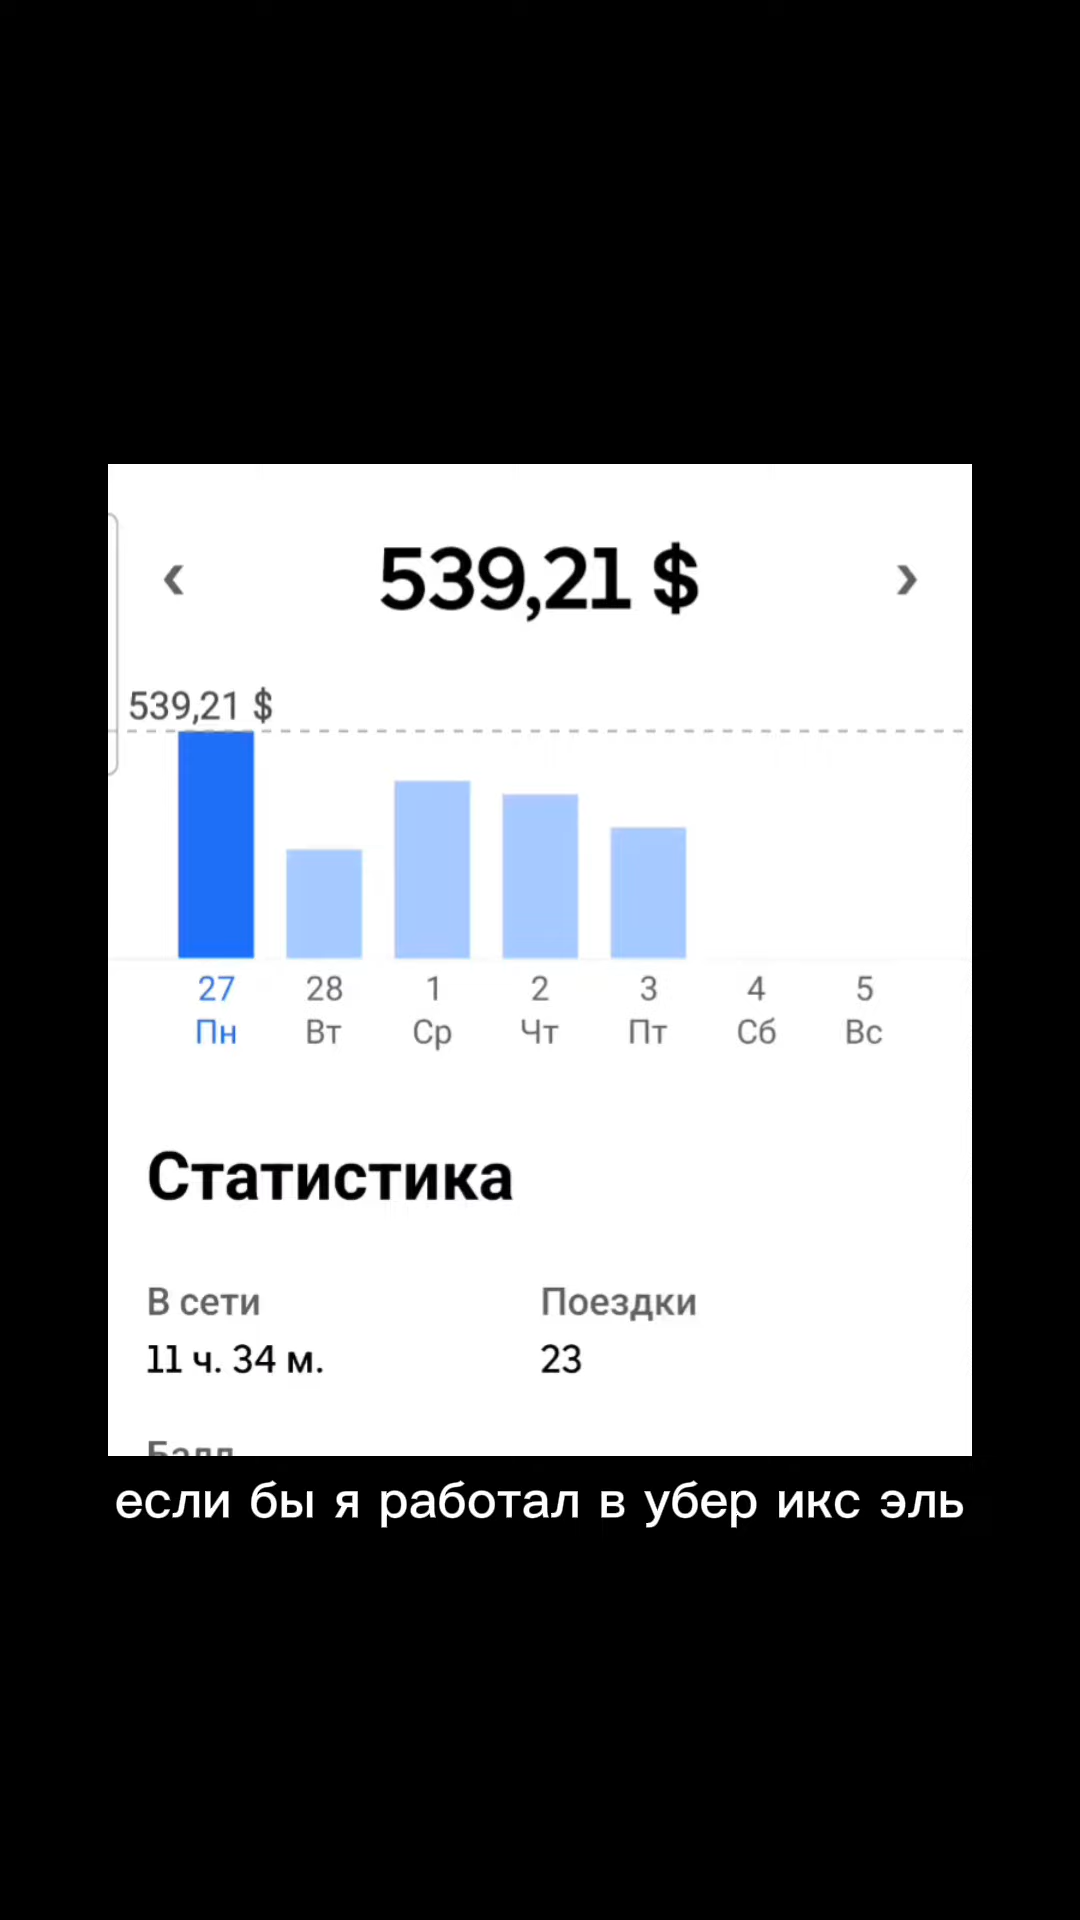 539,21 $
539,21 $
27 28 1 2 3 4 5
Пн Вт Ср Чт Пт Сб Вс
Статистика
В сети Поездки
11 ч. 34 м. 23
Балл
если бы я работал в убер икс эль